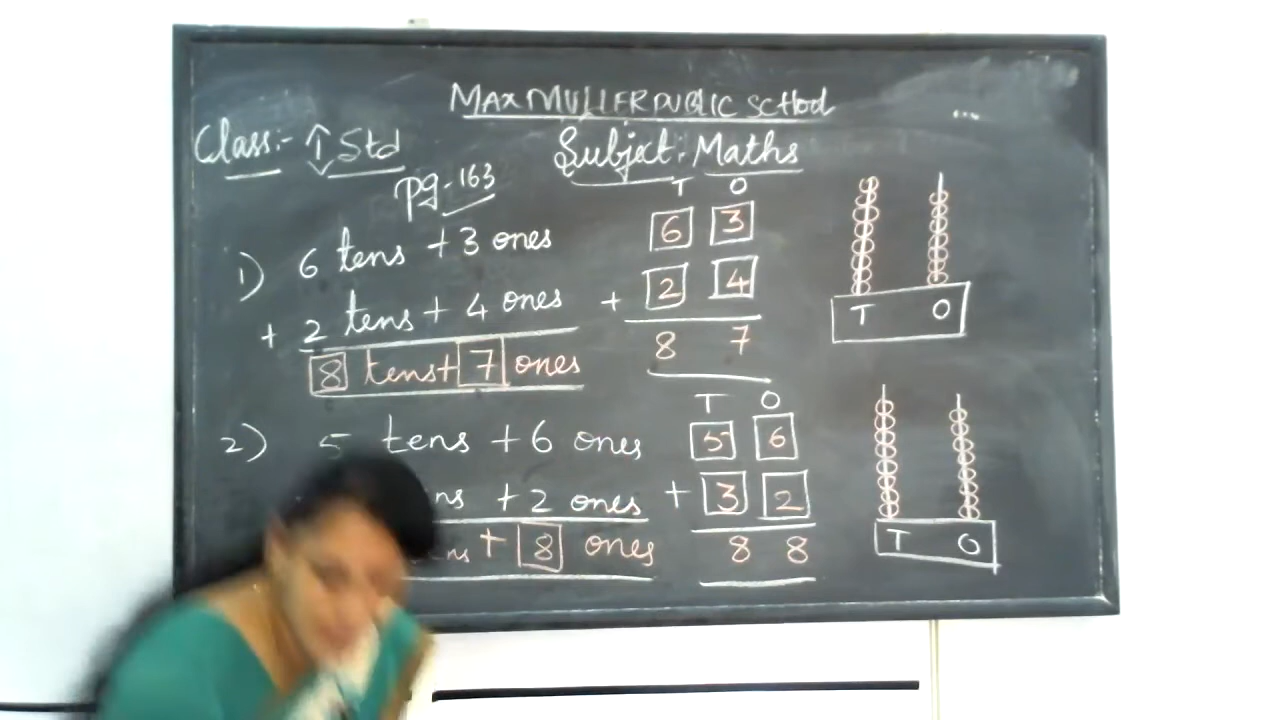 MAX MULLER PUBLIC SCHOOL
Class:- I Std
Subject: Maths
pg-163
1) 6 tens + 3 ones
+ 2 tens + 4 ones
8 tens + 7 ones
T O
6 3
+ 2 4
8 7
T O
2) 5 tens + 6 ones
ns + 2 ones
ens + 8 ones
T O
5 6
+ 3 2
8 8
T O